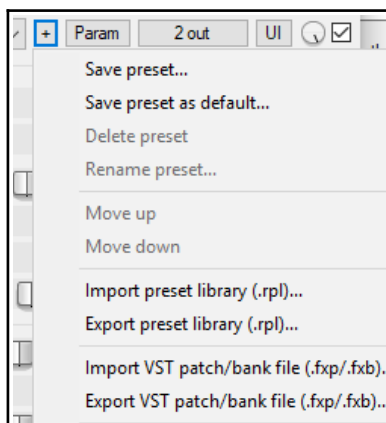 + Param 2 out UI
Save preset...
Save preset as default...
Delete preset
Rename preset...
Move up
Move down
Import preset library (.rpl)...
Export preset library (.rpl)...
Import VST patch/bank file (.fxp/.fxb)..
Export VST patch/bank file (.fxp/.fxb)..